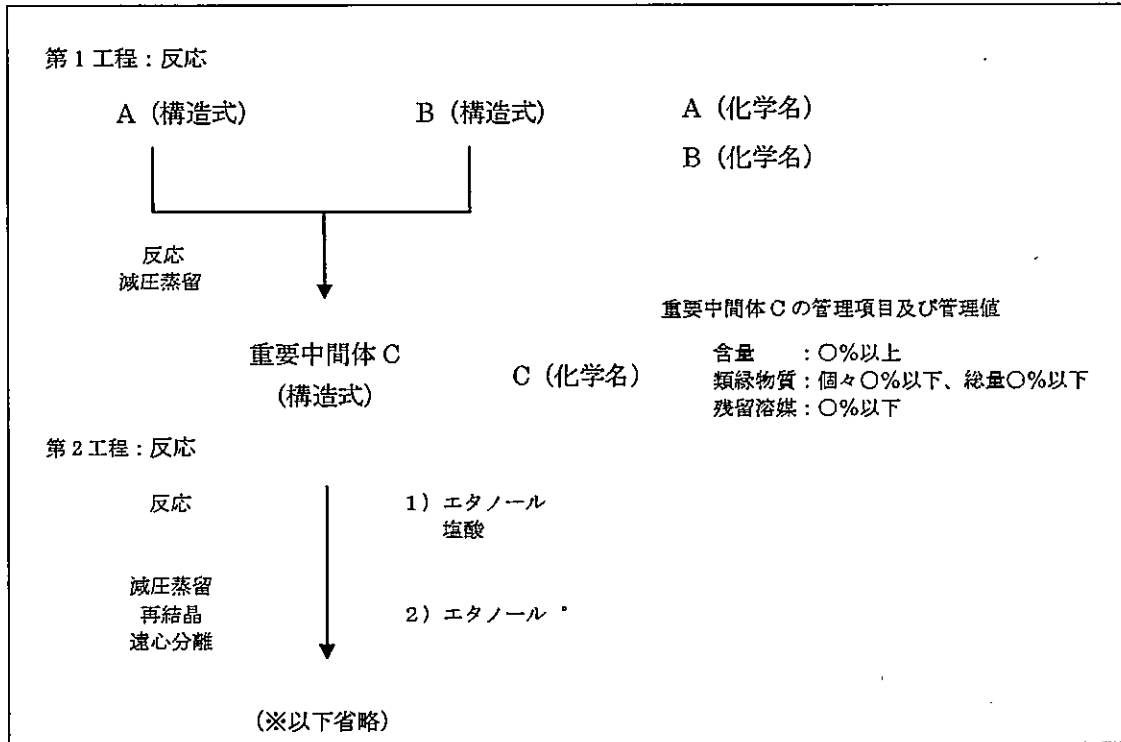 第1工程：反応
A（構造式）　B（構造式）　A（化学名）
B（化学名）
反応
減圧蒸留
重要中間体Cの管理項目及び管理値
含量　：〇%以上
類縁物質：個々〇%以下、総量〇%以下
残留溶媒：〇%以下
重要中間体C
(構造式)
C（化学名）
第2工程：反応
反応
1）エタノール
塩酸
減圧蒸留
再結晶
遠心分離
2）エタノール
(※以下省略)